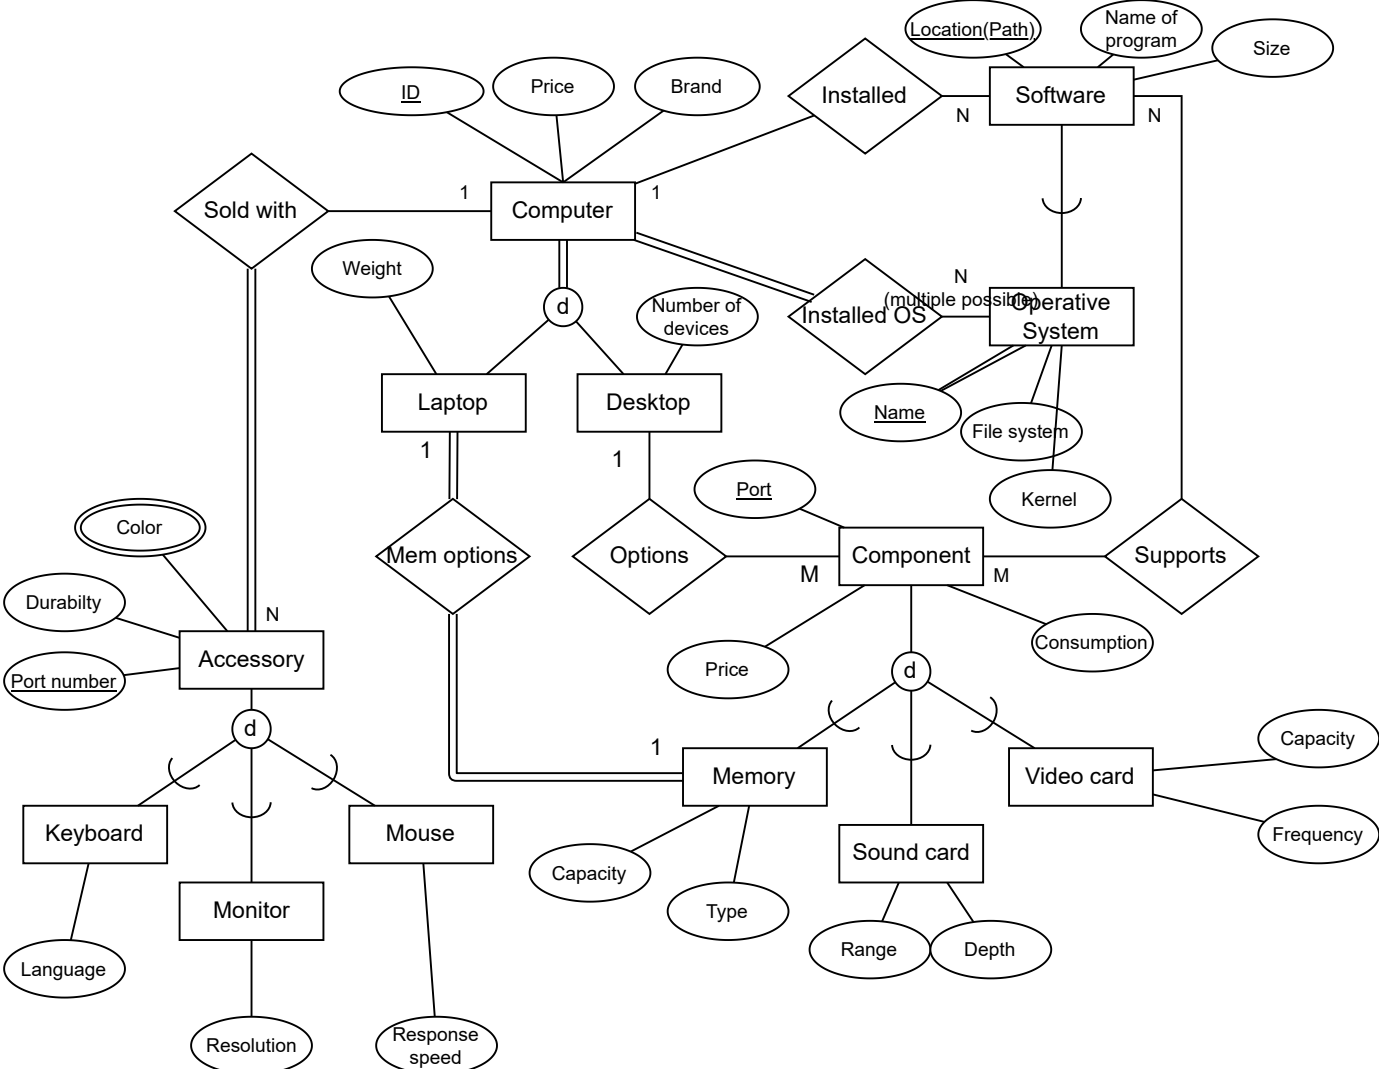 Location(Path)
Name of
program
Size
ID
Price
Brand
Installed
Software
N
N
Sold with
1
Computer
1
Weight
d
Number of
devices
N
(multiple possible)
Installed OS
Operative
System
Laptop
Desktop
Name
File system
1
1
Port
Kernel
Color
Mem options
Options
M
Component
M
Supports
Durabilty
N
Accessory
Port number
Price
d
Consumption
d
1
Memory
Video card
Capacity
Keyboard
Mouse
Frequency
Sound card
Capacity
Monitor
Type
Range
Depth
Language
Resolution
Response
speed